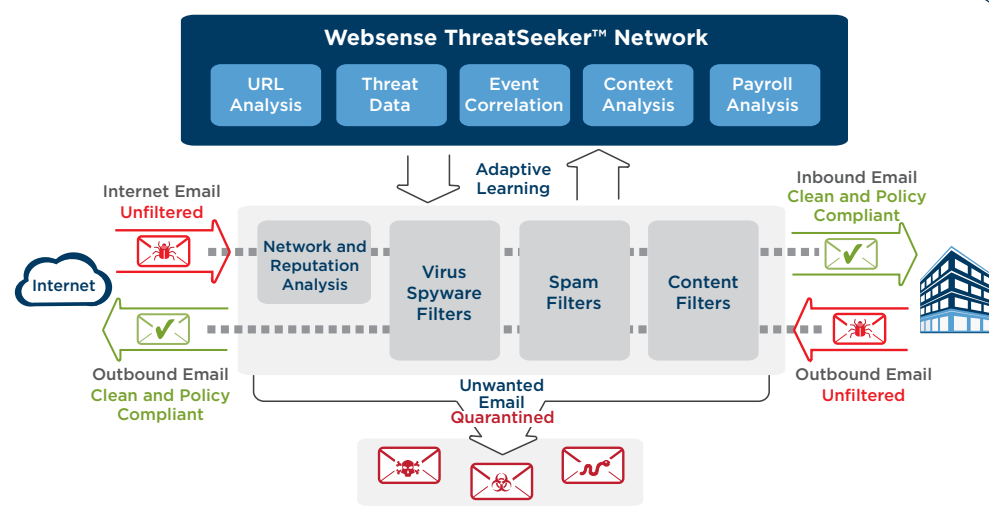 Websense ThreatSeeker™ Network
URL
Analysis
Threat
Data
Event
Correlation
Context
Analysis
Payroll
Analysis
Adaptive
Learning
Internet Email
Unfiltered
Inbound Email
Clean and Policy
Compliant
Internet
Network and
Reputation
Analysis
Virus
Spyware
Filters
Spam
Filters
Content
Filters
Outbound Email
Clean and Policy
Compliant
Outbound Email
Unfiltered
Unwanted
Email
Quarantined